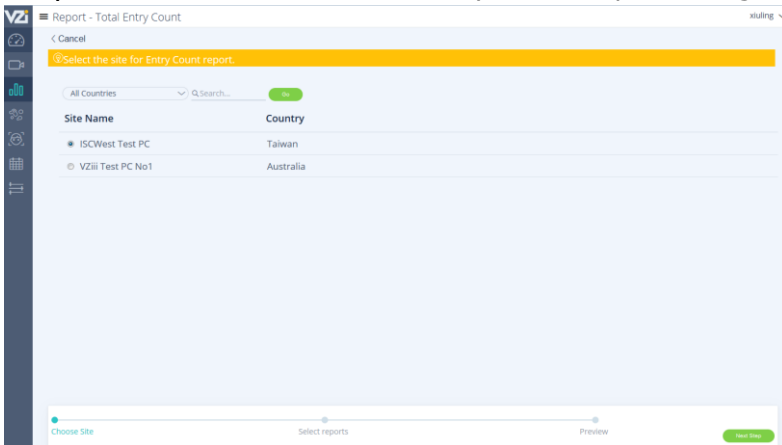 VZi
Report - Total Entry Count
xiuling
< Cancel
Select the site for Entry Count report.
All Countries
Search...
Go
Site Name Country
ISCWest Test PC Taiwan
VZiii Test PC No1 Australia
Choose Site
Select reports
Preview
Next Step